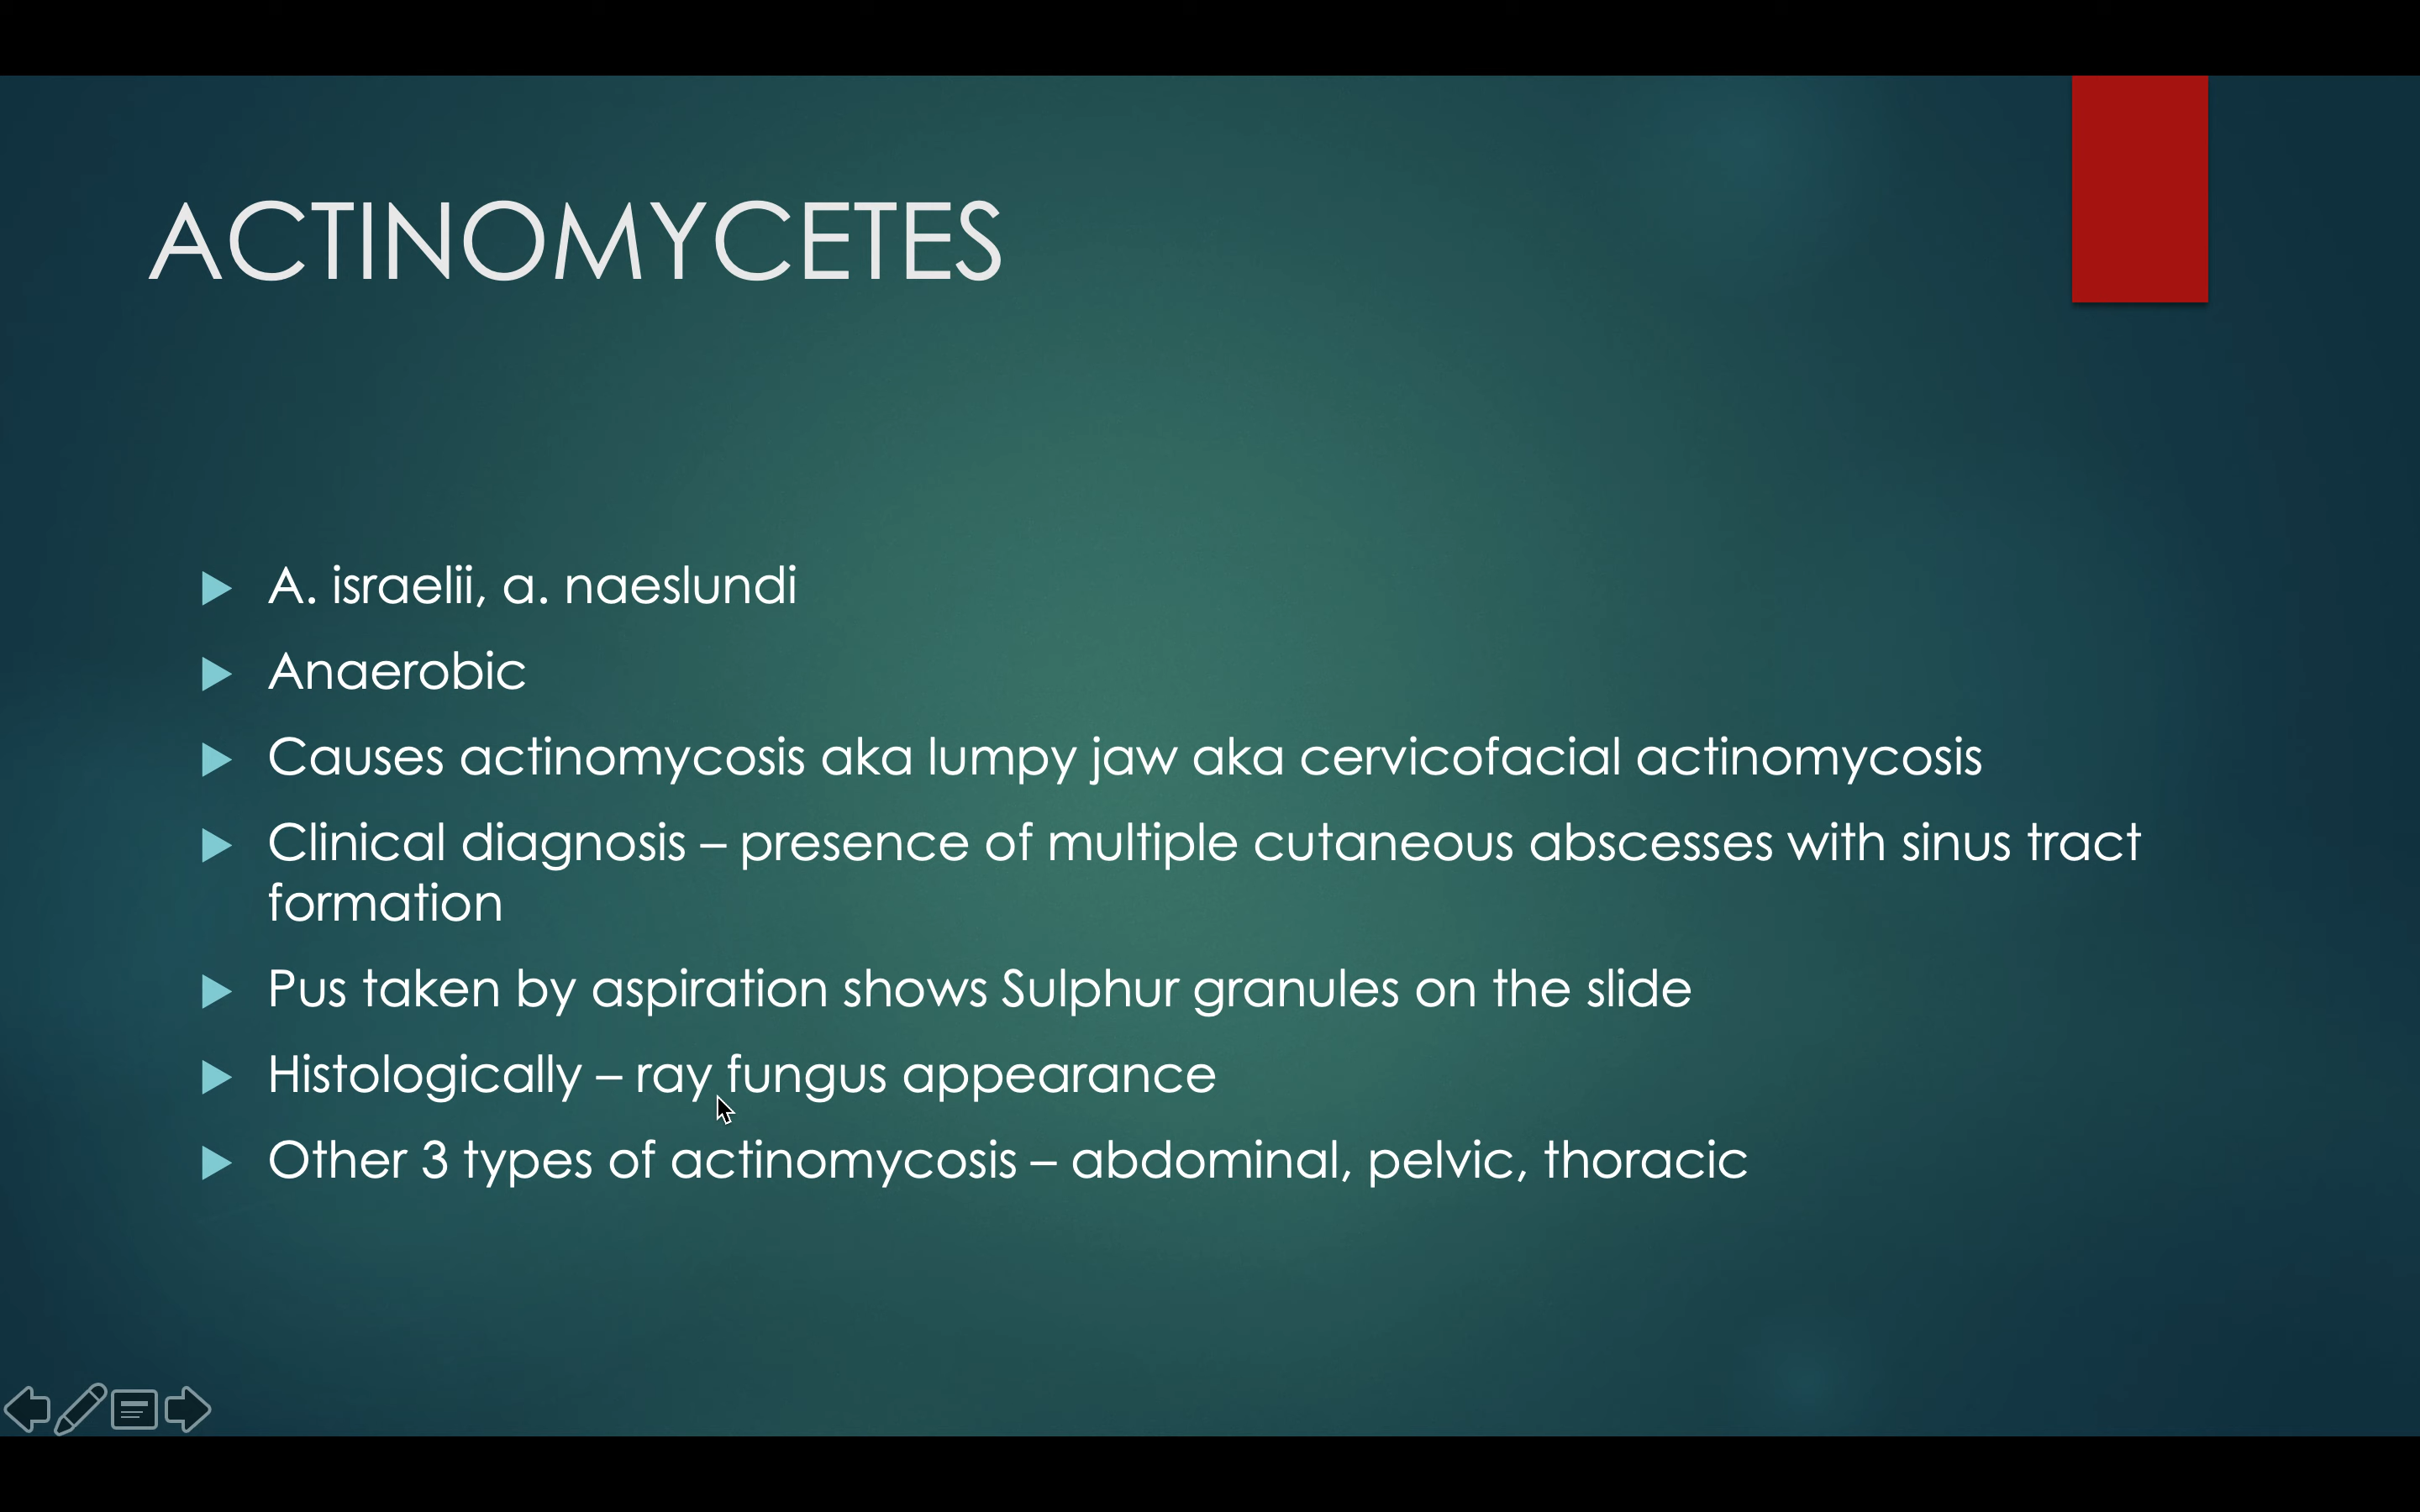 ACTINOMYCETES
A. israelii, a. naeslundi
Anaerobic
Causes actinomycosis aka lumpy jaw aka cervicofacial actinomycosis
Clinical diagnosis – presence of multiple cutaneous abscesses with sinus tract
formation
Pus taken by aspiration shows Sulphur granules on the slide
Histologically – ray fungus appearance
Other 3 types of actinomycosis – abdominal, pelvic, thoracic